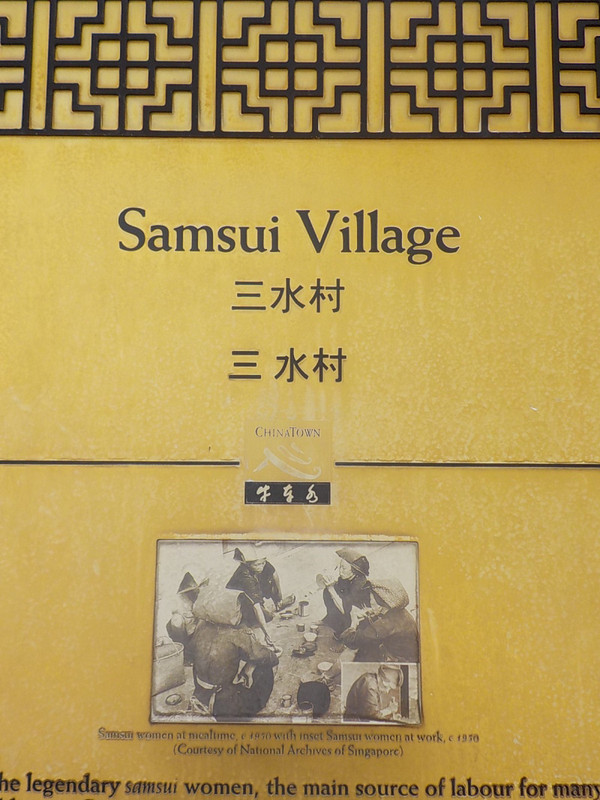 Samsui Village
三水村
三水村
CHINATOWN
牛车水
Samsui women at mealtime, c 1950 with inset Samsui women at work, c 1950
(Courtesy of National Archives of Singapore)
he legendary samsui women, the main source of labour for many